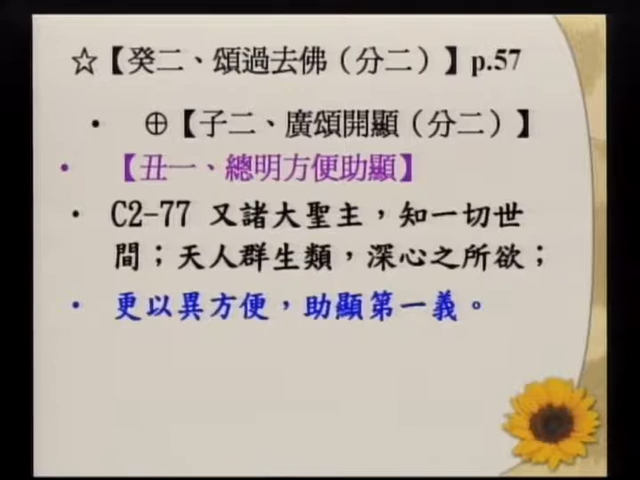 ☆【癸二、頌過去佛（分二）】p.57
• ⊕【子二、廣頌開顯（分二）】
• 【丑一、總明方便助顯】
• C2-77 又諸大聖主，知一切世
間；天人群生類，深心之所欲；
• 更以異方便，助顯第一義。